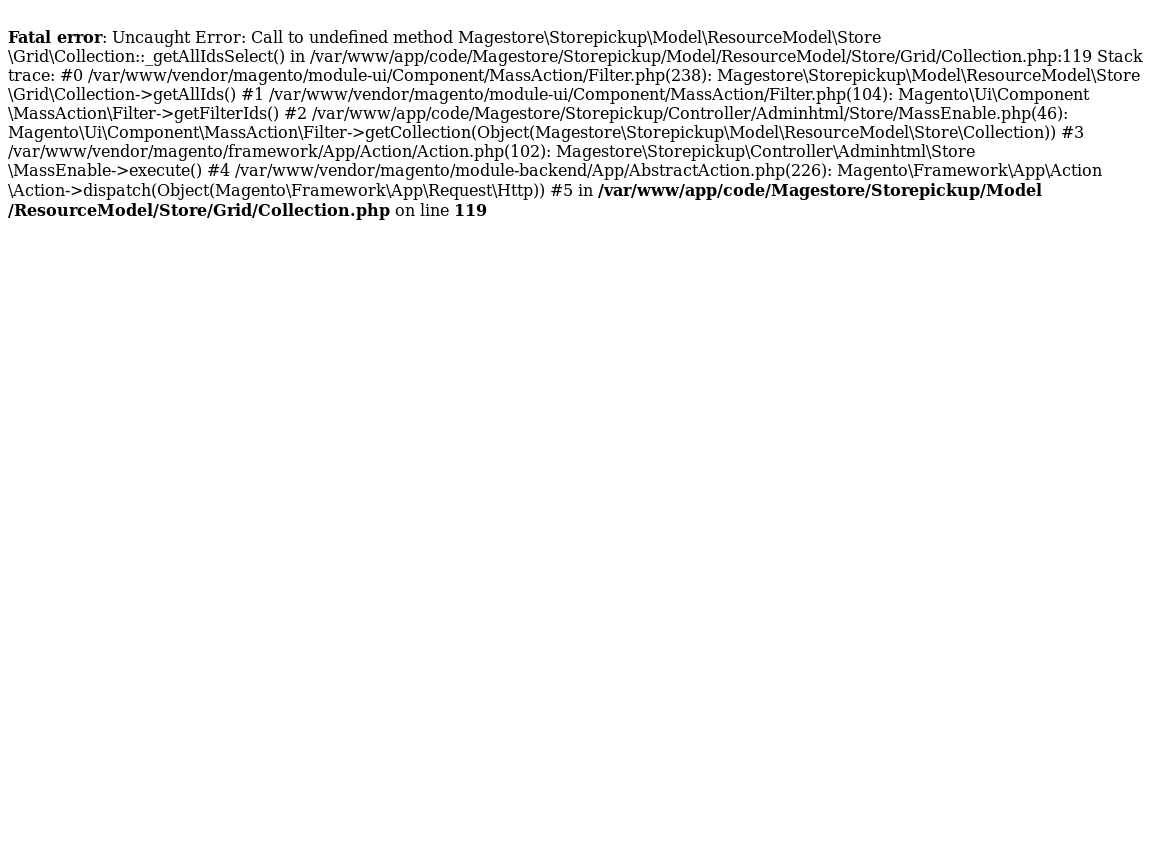 Fatal error: Uncaught Error: Call to undefined method Magestore\Storepickup\Model\ResourceModel\Store
\Grid\Collection::_getAllIdsSelect() in /var/www/app/code/Magestore/Storepickup/Model/ResourceModel/Store/Grid/Collection.php:119 Stack
trace: #0 /var/www/vendor/magento/module-ui/Component/MassAction/Filter.php(238): Magestore\Storepickup\Model\ResourceModel\Store
\Grid\Collection->getAllIds() #1 /var/www/vendor/magento/module-ui/Component/MassAction/Filter.php(104): Magento\Ui\Component
\MassAction\Filter->getFilterIds() #2 /var/www/app/code/Magestore/Storepickup/Controller/Adminhtml/Store/MassEnable.php(46):
Magento\Ui\Component\MassAction\Filter->getCollection(Object(Magestore\Storepickup\Model\ResourceModel\Store\Collection)) #3
/var/www/vendor/magento/framework/App/Action/Action.php(102): Magestore\Storepickup\Controller\Adminhtml\Store
\MassEnable->execute() #4 /var/www/vendor/magento/module-backend/App/AbstractAction.php(226): Magento\Framework\App\Action
\Action->dispatch(Object(Magento\Framework\App\Request\Http)) #5 in /var/www/app/code/Magestore/Storepickup/Model
/ResourceModel/Store/Grid/Collection.php on line 119